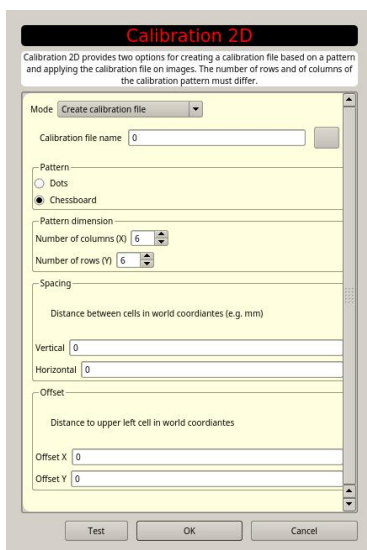 Calibration 2D
Calibration 2D provides two options for creating a calibration file based on a pattern
and applying the calibration file on images. The number of rows and of columns of
the calibration pattern must differ.
Mode Create calibration file
Calibration file name 0
Pattern
Dots
Chessboard
Pattern dimension
Number of columns (X) 6
Number of rows (Y) 6
Spacing
Distance between cells in world coordiantes (e.g. mm)
Vertical 0
Horizontal 0
Offset
Distance to upper left cell in world coordiantes
Offset X 0
Offset Y 0
Test OK Cancel